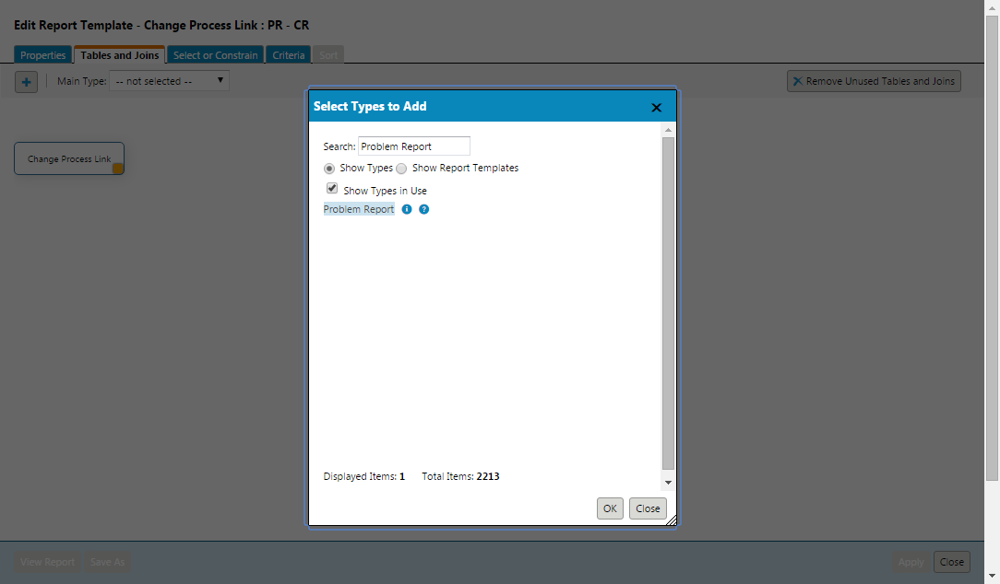 Edit Report Template - Change Process Link : PR - CR
Properties Tables and Joins Select or Constrain Criteria Sort
Main Type: -- not selected -- Remove Unused Tables and Joins
Change Process Link
Select Types to Add
Search: Problem Report
Show Types Show Report Templates
Show Types in Use
Problem Report
Displayed Items: 1 Total Items: 2213
OK Close
View Report Save As Apply Close